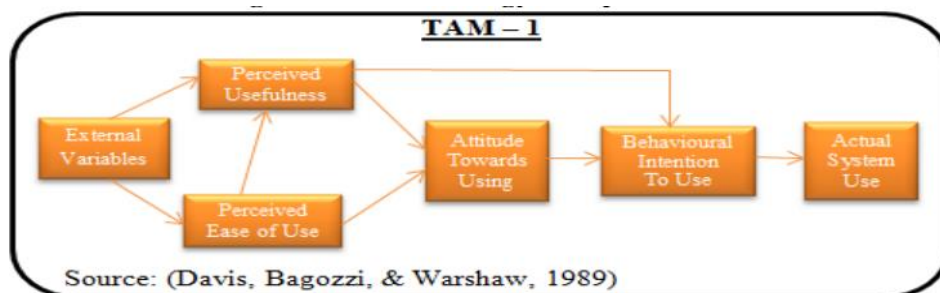 TAM – 1
Perceived
Usefulness
External
Variables
Attitude
Towards
Using
Behavioural
Intention
To Use
Actual
System
Use
Perceived
Ease of Use
Source: (Davis, Bagozzi, & Warshaw, 1989)